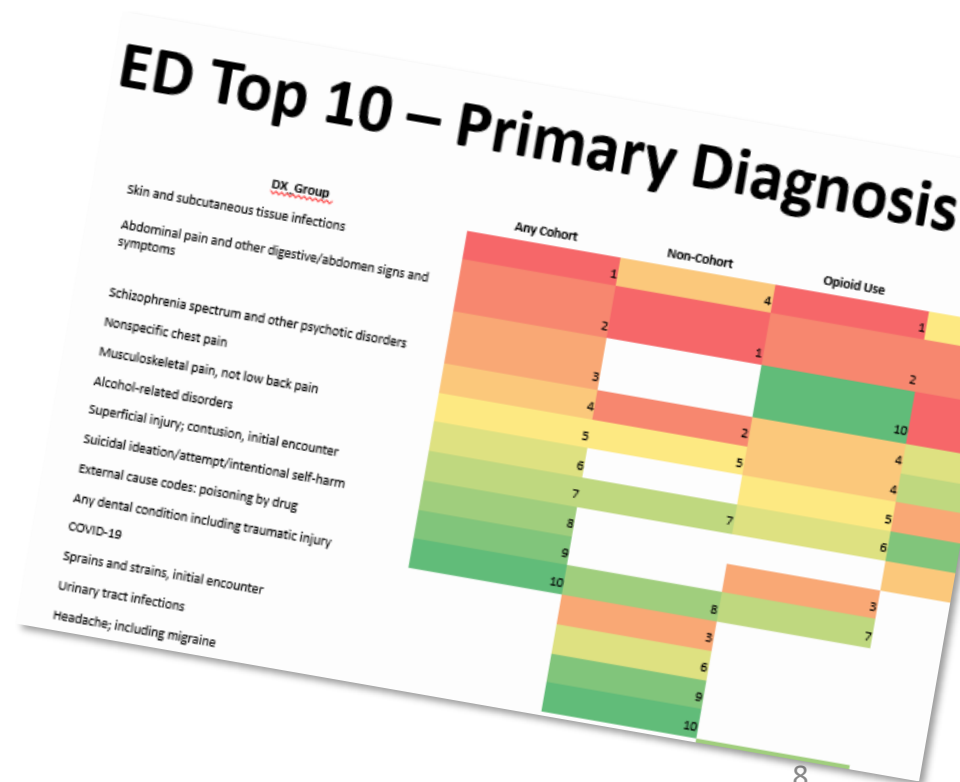 ED Top 10 – Primary Diagnosis
DX_Group Any Cohort Non-Cohort Opioid Use
Skin and subcutaneous tissue infections 1 4 1
Abdominal pain and other digestive/abdomen signs and
symptoms 2 1 2
Schizophrenia spectrum and other psychotic disorders 3 10
Nonspecific chest pain 4 2 4
Musculoskeletal pain, not low back pain 5 5 4
Alcohol-related disorders 6 5
Superficial injury; contusion, initial encounter 7 7 6
Suicidal ideation/attempt/intentional self-harm 8
External cause codes: poisoning by drug 9 3
Any dental condition including traumatic injury 10 8 7
COVID-19 3
Sprains and strains, initial encounter 6
Urinary tract infections 9
Headache; including migraine 10
8